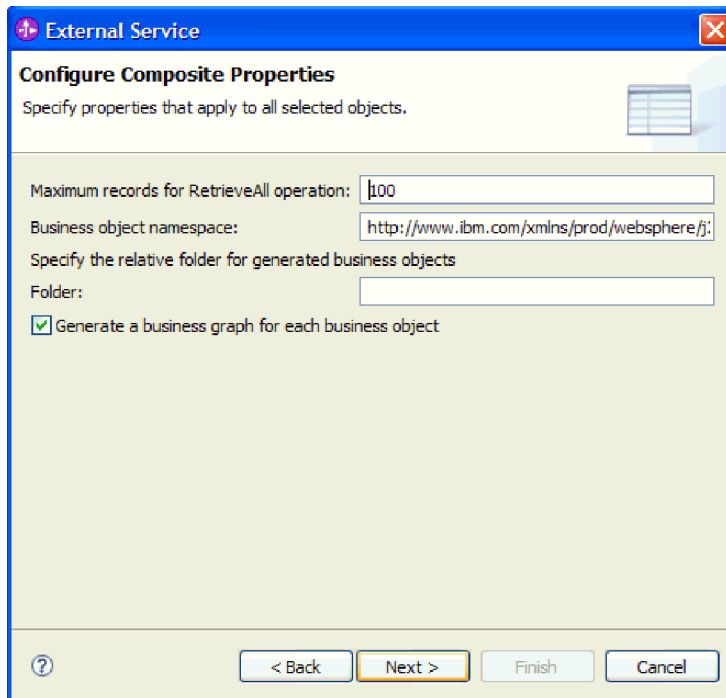 External Service
Configure Composite Properties
Specify properties that apply to all selected objects.
Maximum records for RetrieveAll operation: 100
Business object namespace: http://www.ibm.com/xmlns/prod/websphere/j2
Specify the relative folder for generated business objects
Folder:
Generate a business graph for each business object
? < Back Next > Finish Cancel